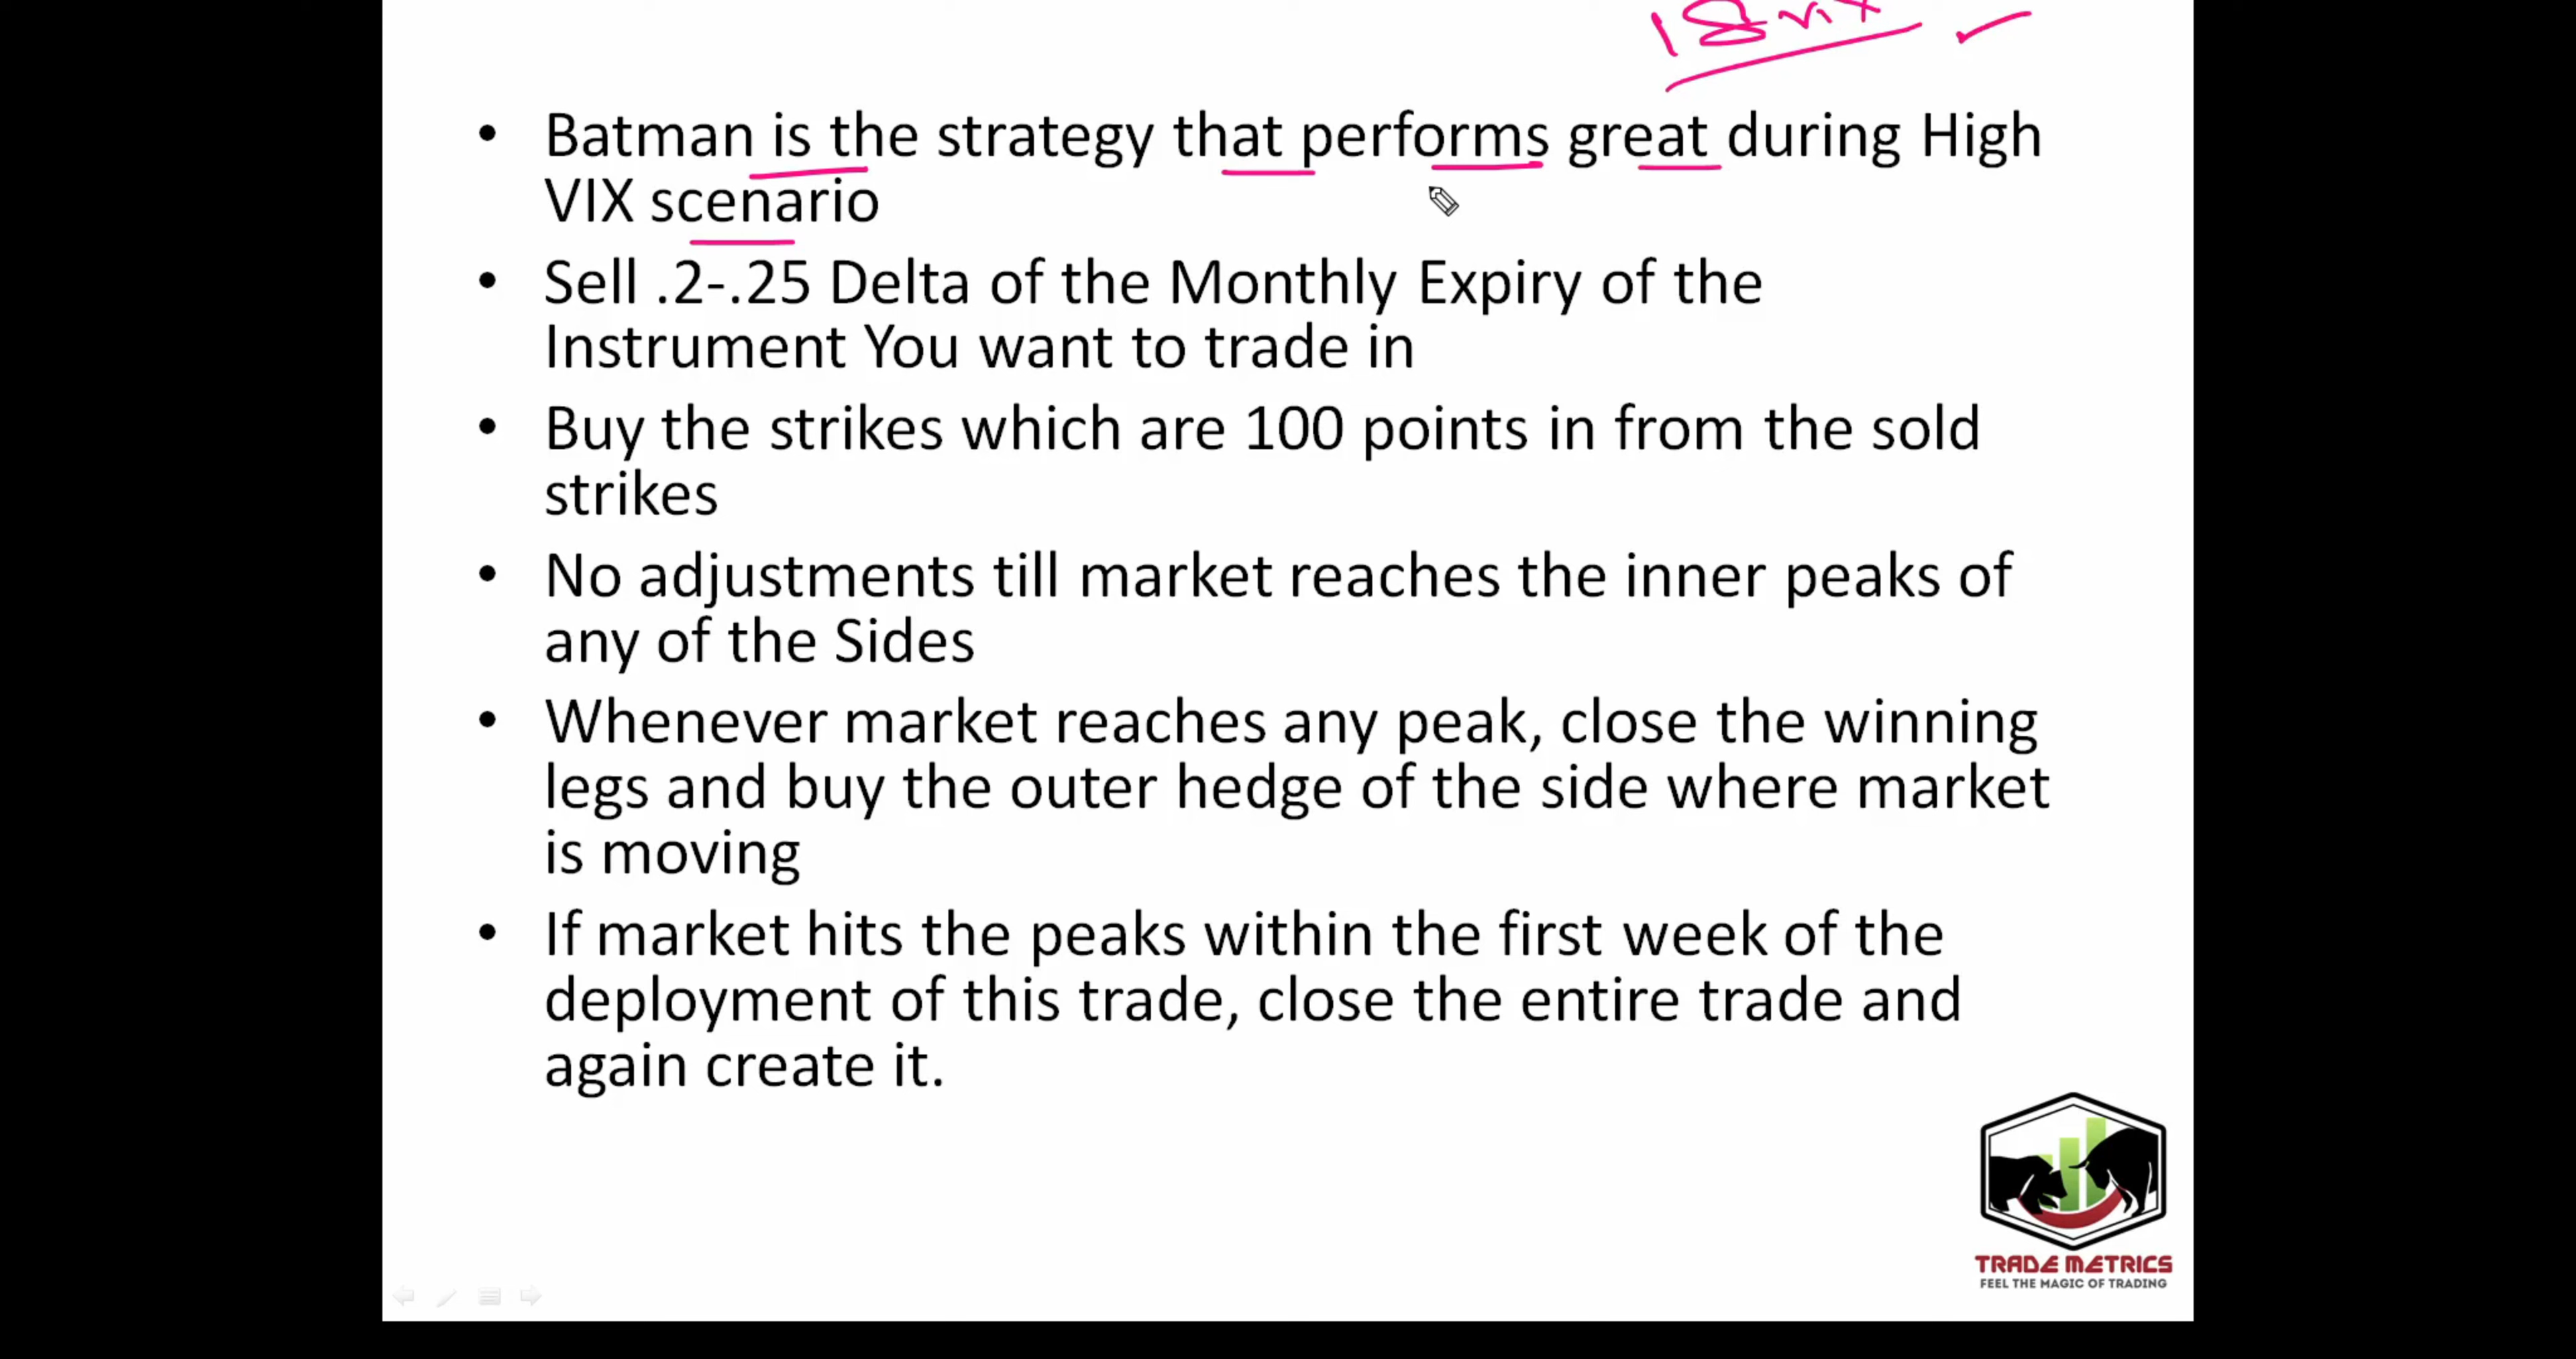 18 vix
• Batman is the strategy that performs great during High
VIX scenario
• Sell .2-.25 Delta of the Monthly Expiry of the
Instrument You want to trade in
• Buy the strikes which are 100 points in from the sold
strikes
• No adjustments till market reaches the inner peaks of
any of the Sides
• Whenever market reaches any peak, close the winning
legs and buy the outer hedge of the side where market
is moving
• If market hits the peaks within the first week of the
deployment of this trade, close the entire trade and
again create it.
TRADE METRICS
FEEL THE MAGIC OF TRADING